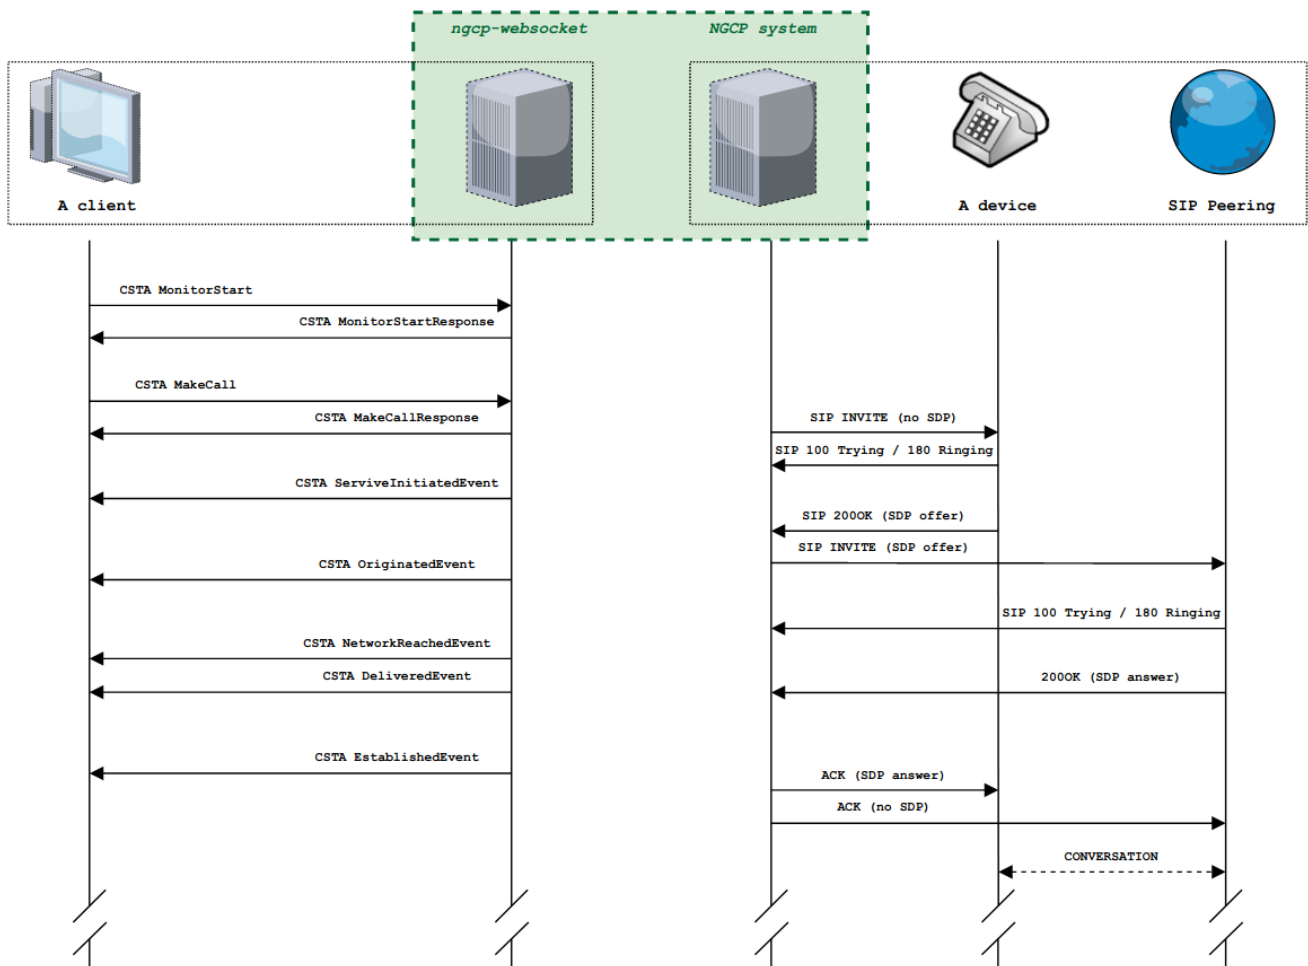 ngcp-websocket
NGCP system
A client
A device
SIP Peering
CSTA MonitorStart
CSTA MonitorStartResponse
CSTA MakeCall
CSTA MakeCallResponse
SIP INVITE (no SDP)
SIP 100 Trying / 180 Ringing
CSTA ServiveInitiatedEvent
SIP 200OK (SDP offer)
SIP INVITE (SDP offer)
CSTA OriginatedEvent
SIP 100 Trying / 180 Ringing
CSTA NetworkReachedEvent
CSTA DeliveredEvent
200OK (SDP answer)
CSTA EstablishedEvent
ACK (SDP answer)
ACK (no SDP)
CONVERSATION